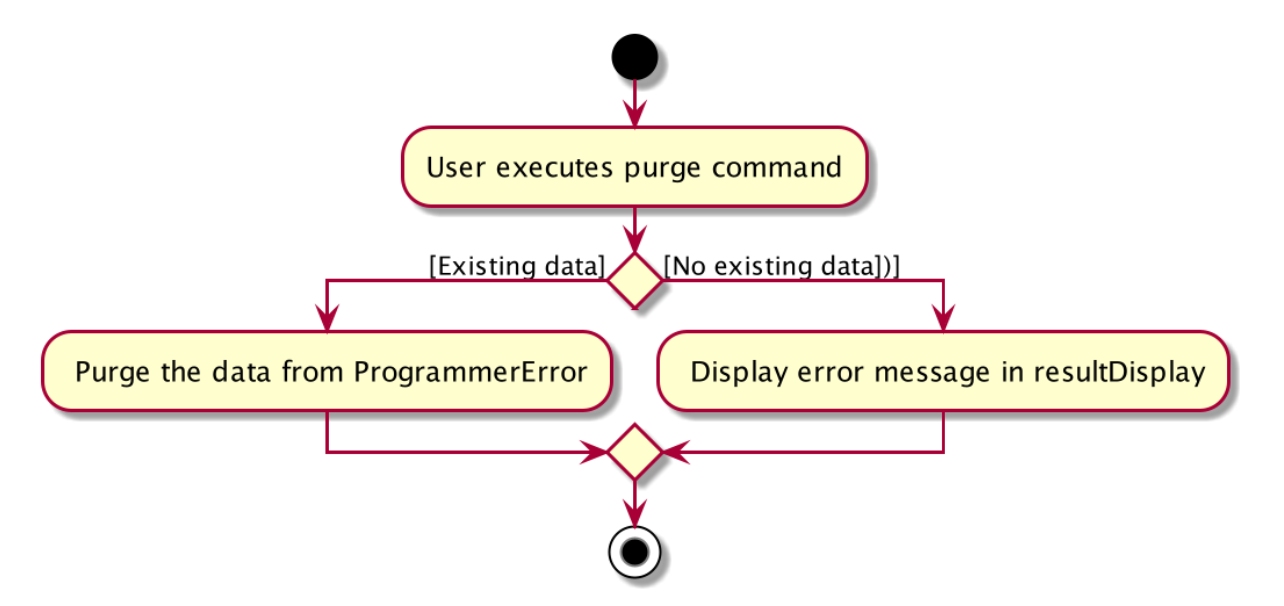 User executes purge command
[Existing data]
[No existing data])]
Purge the data from ProgrammerError
Display error message in resultDisplay